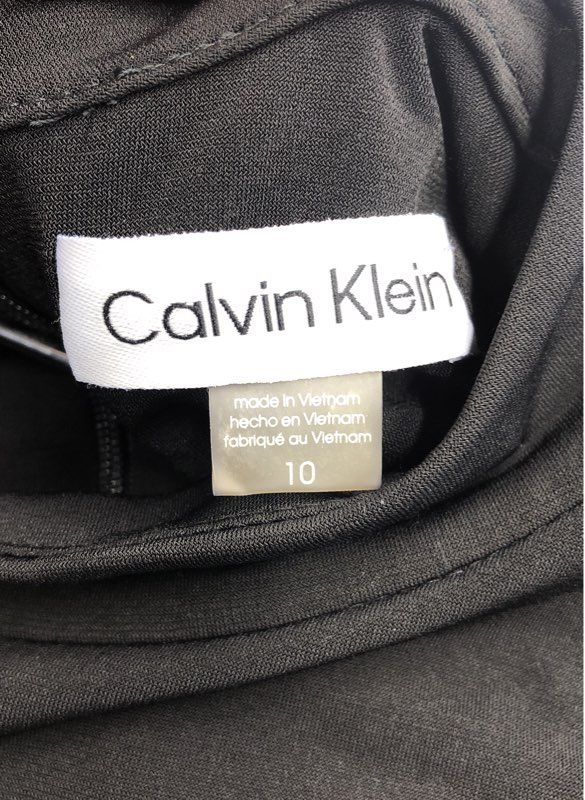 Calvin Klein
made in Vietnam
hecho en Vietnam
fabriqué au Vietnam
10